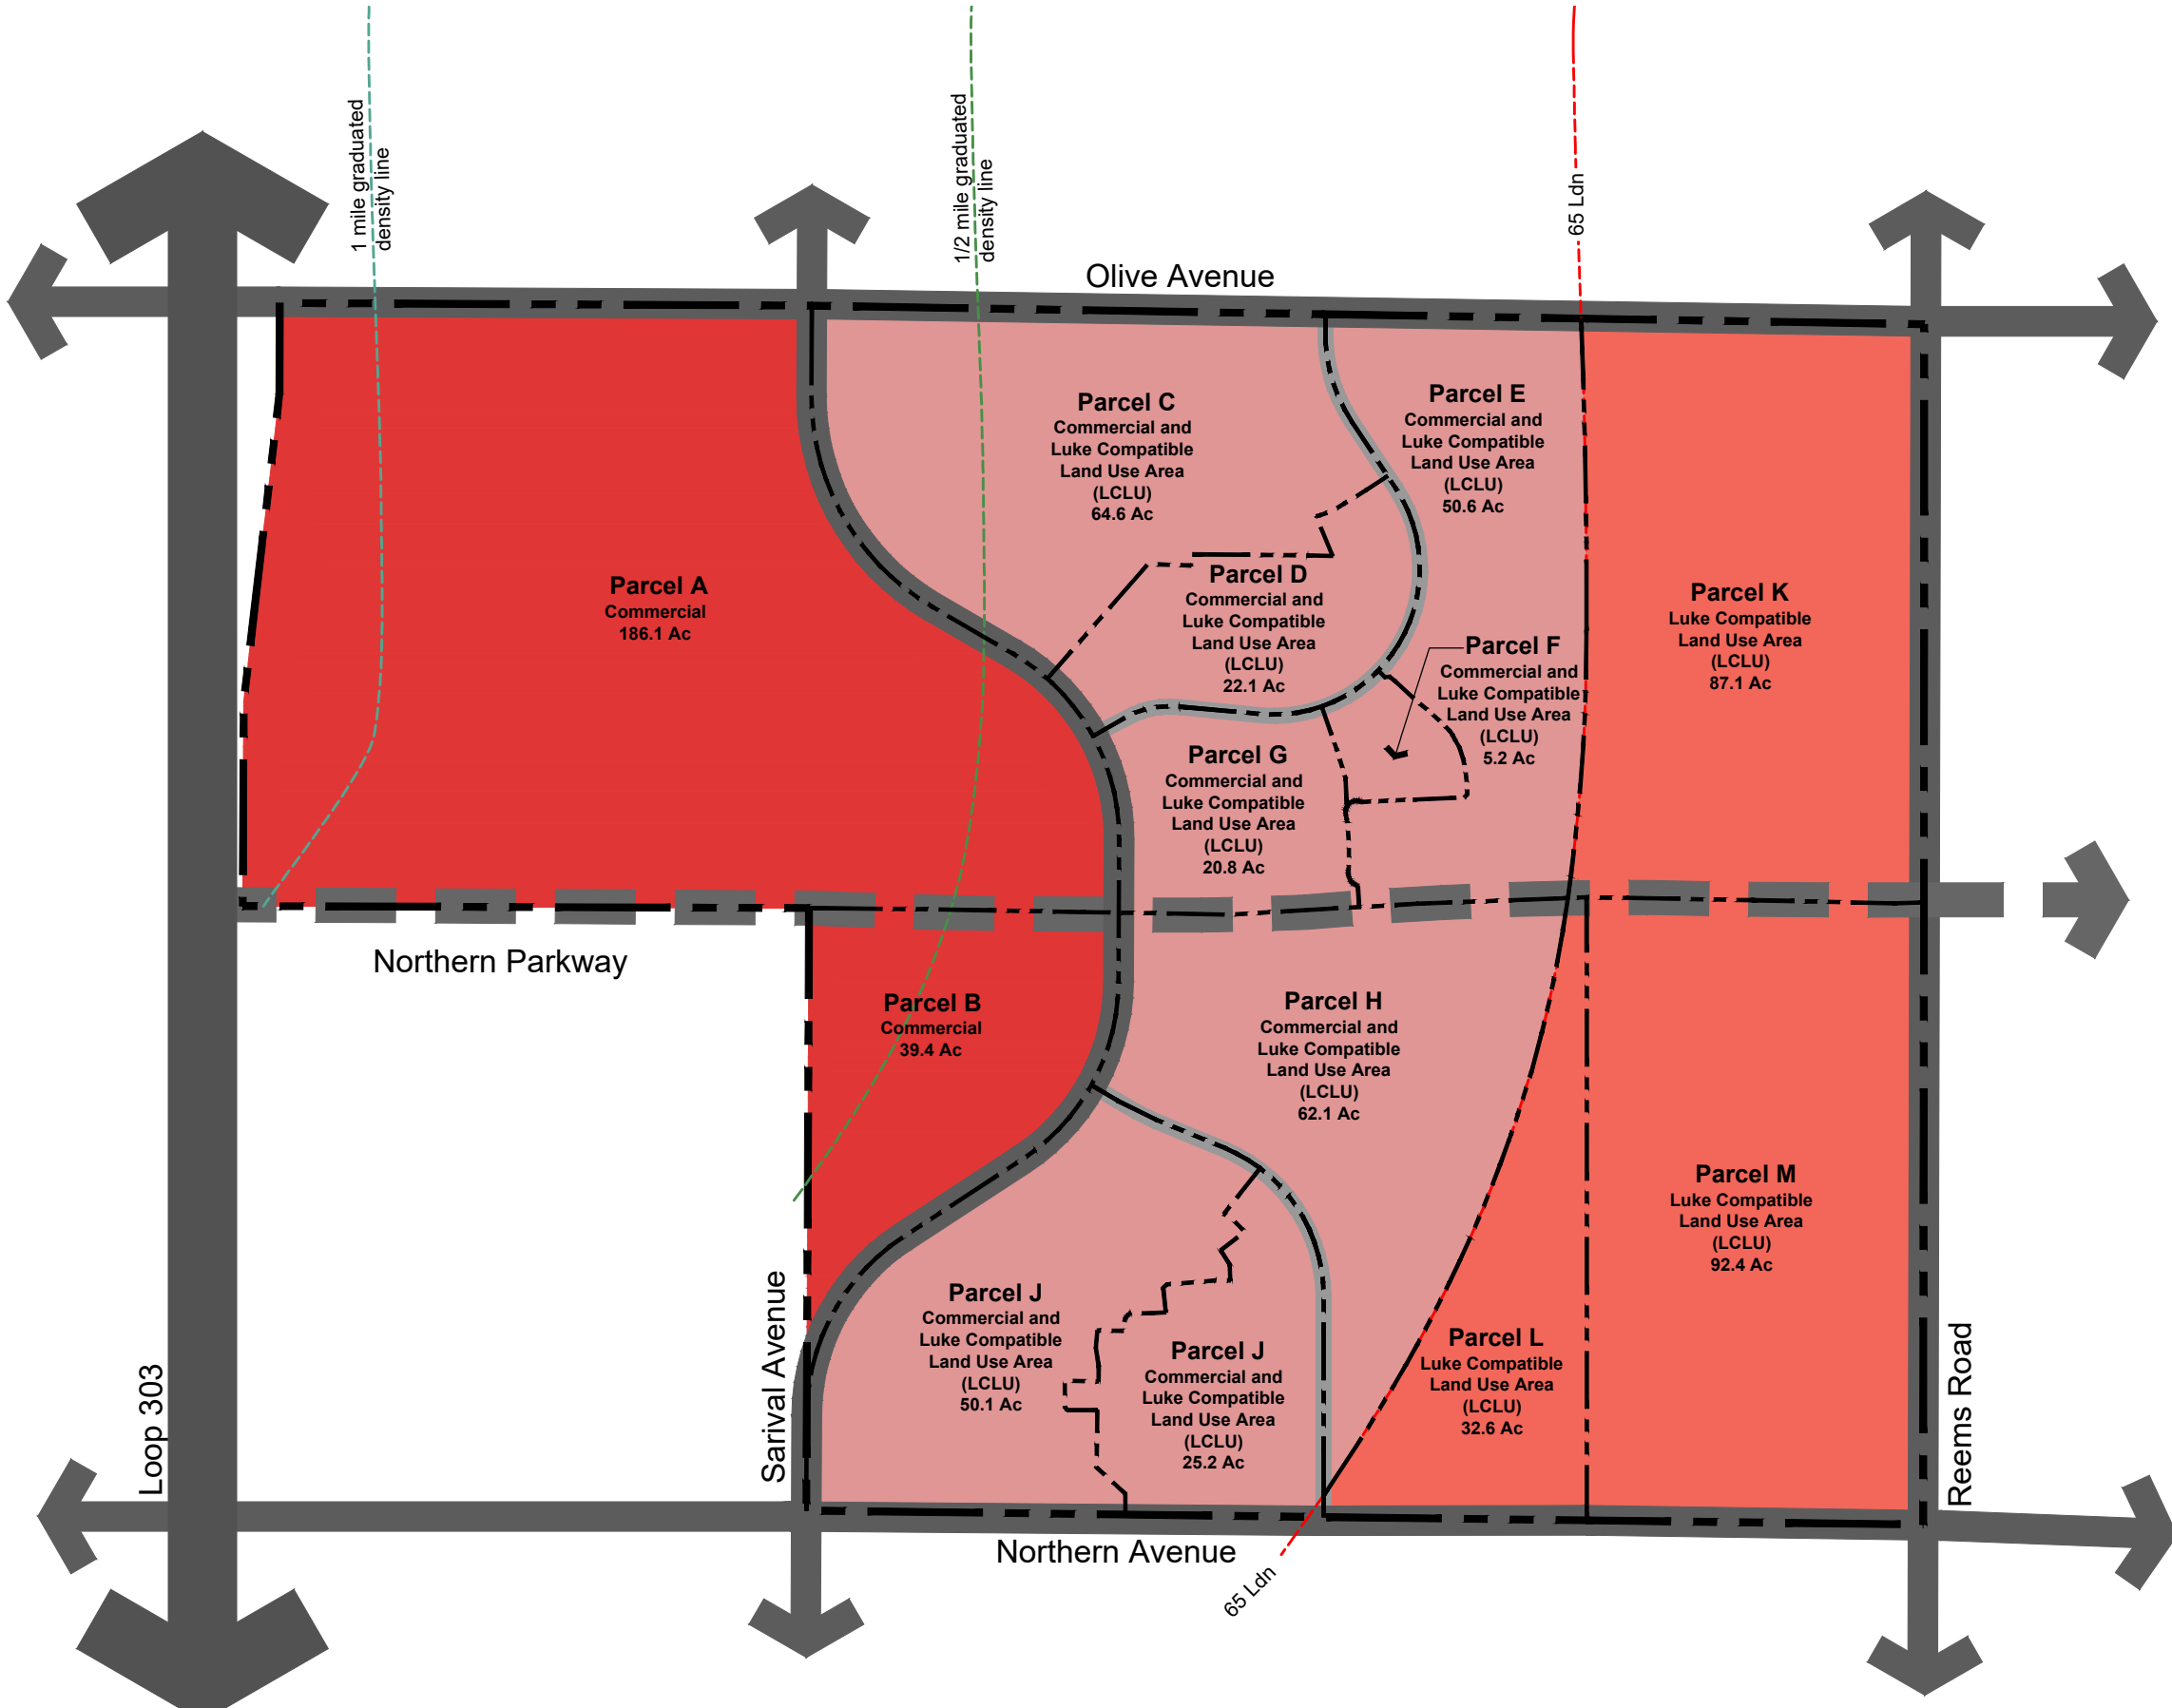 1 mile graduated
density line
1/2 mile graduated
density line
65 Ldn
Olive Avenue
Parcel A
Commercial
186.1 Ac
Parcel C
Commercial and
Luke Compatible
Land Use Area
(LCLU)
64.6 Ac
Parcel E
Commercial and
Luke Compatible
Land Use Area
(LCLU)
50.6 Ac
Parcel D
Commercial and
Luke Compatible
Land Use Area
(LCLU)
22.1 Ac
Parcel K
Luke Compatible
Land Use Area
(LCLU)
87.1 Ac
Parcel F
Commercial and
Luke Compatible
Land Use Area
(LCLU)
5.2 Ac
Parcel G
Commercial and
Luke Compatible
Land Use Area
(LCLU)
20.8 Ac
Northern Parkway
Parcel B
Commercial
39.4 Ac
Parcel H
Commercial and
Luke Compatible
Land Use Area
(LCLU)
62.1 Ac
Parcel M
Luke Compatible
Land Use Area
(LCLU)
92.4 Ac
Parcel J
Commercial and
Luke Compatible
Land Use Area
(LCLU)
50.1 Ac
Parcel J
Commercial and
Luke Compatible
Land Use Area
(LCLU)
25.2 Ac
Parcel L
Luke Compatible
Land Use Area
(LCLU)
32.6 Ac
Loop 303
Sarival Avenue
Reems Road
Northern Avenue
65 Ldn